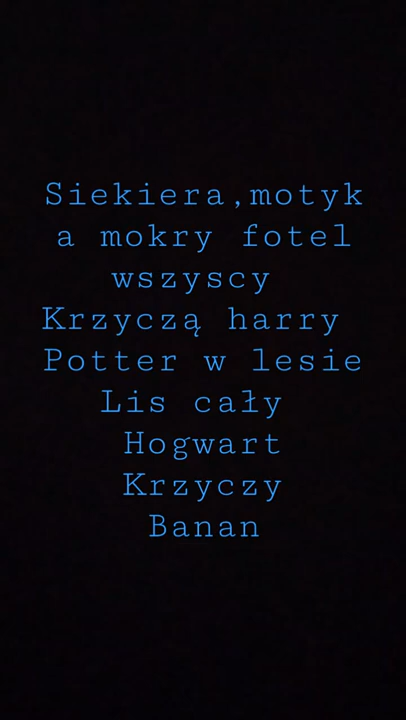 Siekiera,motyk
a mokry fotel
wszyscy
Krzyczą harry
Potter w lesie
Lis cały
Hogwart
Krzyczy
Banan